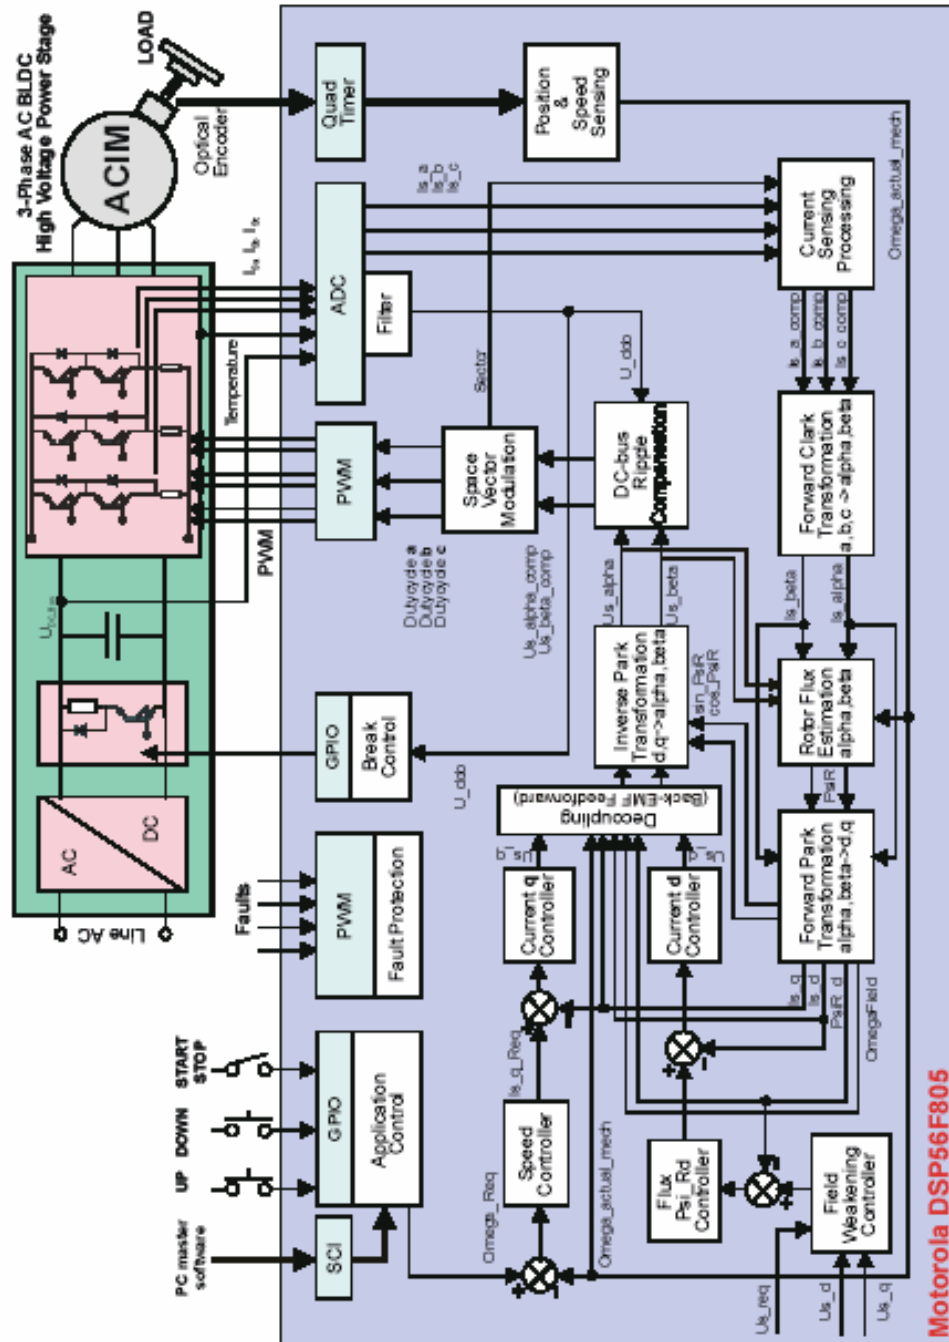 3-Phase AC BLDC
High Voltage Power Stage
LOAD
ACIM
Optical
Encoder
Line AC
AC
DC
Temperature
PWM
PC master
software
UP
DOWN
START
STOP
Faults
SCI
GPIO
Application
Control
PWM
Fault Protection
GPIO
Break
Control
PWM
ADC
Filter
Quad
Timer
Position
&
Speed
Sensing
Is_a
Is_b
Is_c
Sector
Dutycycle a
Dutycycle b
Dutycycle c
Space
Vector
Modulation
U_dcb
U_dcb
Us_alpha_comp
Us_beta_comp
DC-bus
Ripple
Compensation
Us_alpha
Us_beta
Inverse Park
Transformation
d,q->alpha,beta
sin_PsiR
cos_PsiR
Decoupling
(Back-EMF Feedforward)
Us_q
Current q
Controller
Current d
Controller
Omega_Req
Speed
Controller
Is_q_Req
Omega_actual_mech
Flux
Psi_Rd
Controller
Field
Weakening
Controller
Us_req
Us_d
Us_q
Is_q
Is_d
PsiR_d
OmegaField
Forward Park
Transformation
alpha,beta->d,q
PsiR
Rotor Flux
Estimation
alpha,beta
Is_beta
Is_alpha
Forward Clark
Transformation
a,b,c ->alpha,beta
Is_a_comp
Is_b_comp
Is_c_comp
Current
Sensing
Processing
Omega_actual_mech
Motorola DSP56F805